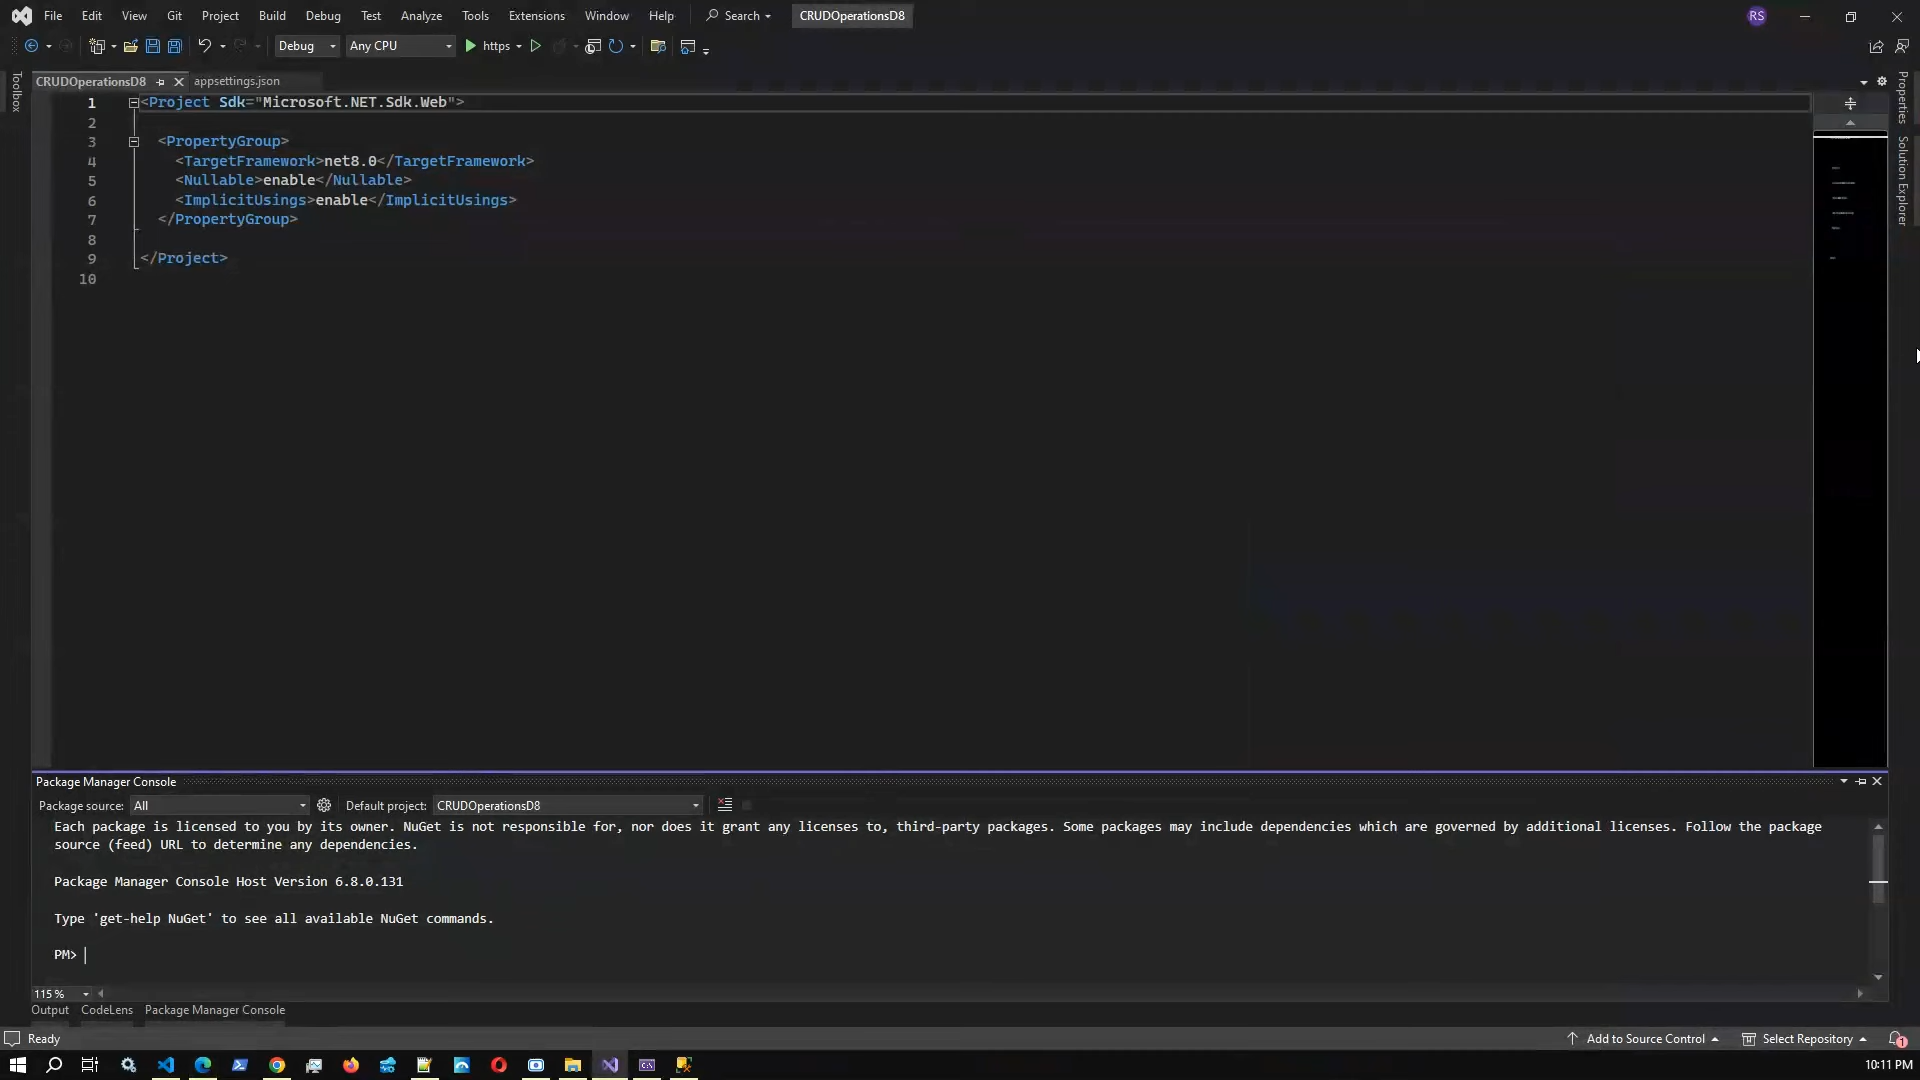 File Edit View Git Project Build Debug Test Analyze Tools Extensions Window Help Search CRUDOperationsD8 RS
Debug Any CPU https
CRUDOperationsD8 appsettings.json
Toolbox
Properties
Solution Explorer
1 <Project Sdk="Microsoft.NET.Sdk.Web">
2
3 <PropertyGroup>
4 <TargetFramework>net8.0</TargetFramework>
5 <Nullable>enable</Nullable>
6 <ImplicitUsings>enable</ImplicitUsings>
7 </PropertyGroup>
8
9 </Project>
10
Package Manager Console
Package source: All Default project: CRUDOperationsD8
Each package is licensed to you by its owner. NuGet is not responsible for, nor does it grant any licenses to, third-party packages. Some packages may include dependencies which are governed by additional licenses. Follow the package
source (feed) URL to determine any dependencies.
Package Manager Console Host Version 6.8.0.131
Type 'get-help NuGet' to see all available NuGet commands.
PM>
115 %
Output CodeLens Package Manager Console
Ready Add to Source Control Select Repository 1
10:11 PM